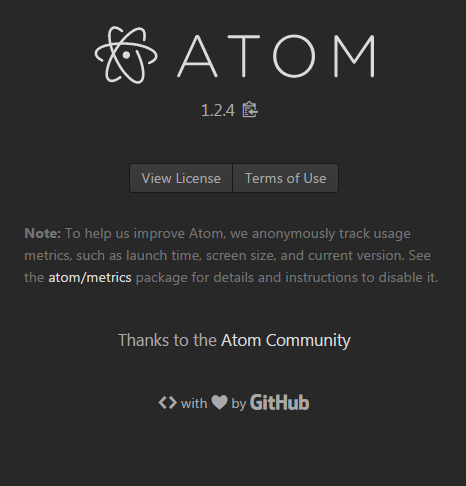 ATOM
1.2.4
View License Terms of Use
Note: To help us improve Atom, we anonymously track usage
metrics, such as launch time, screen size, and current version. See
the atom/metrics package for details and instructions to disable it.
Thanks to the Atom Community
<> with ♥ by GitHub